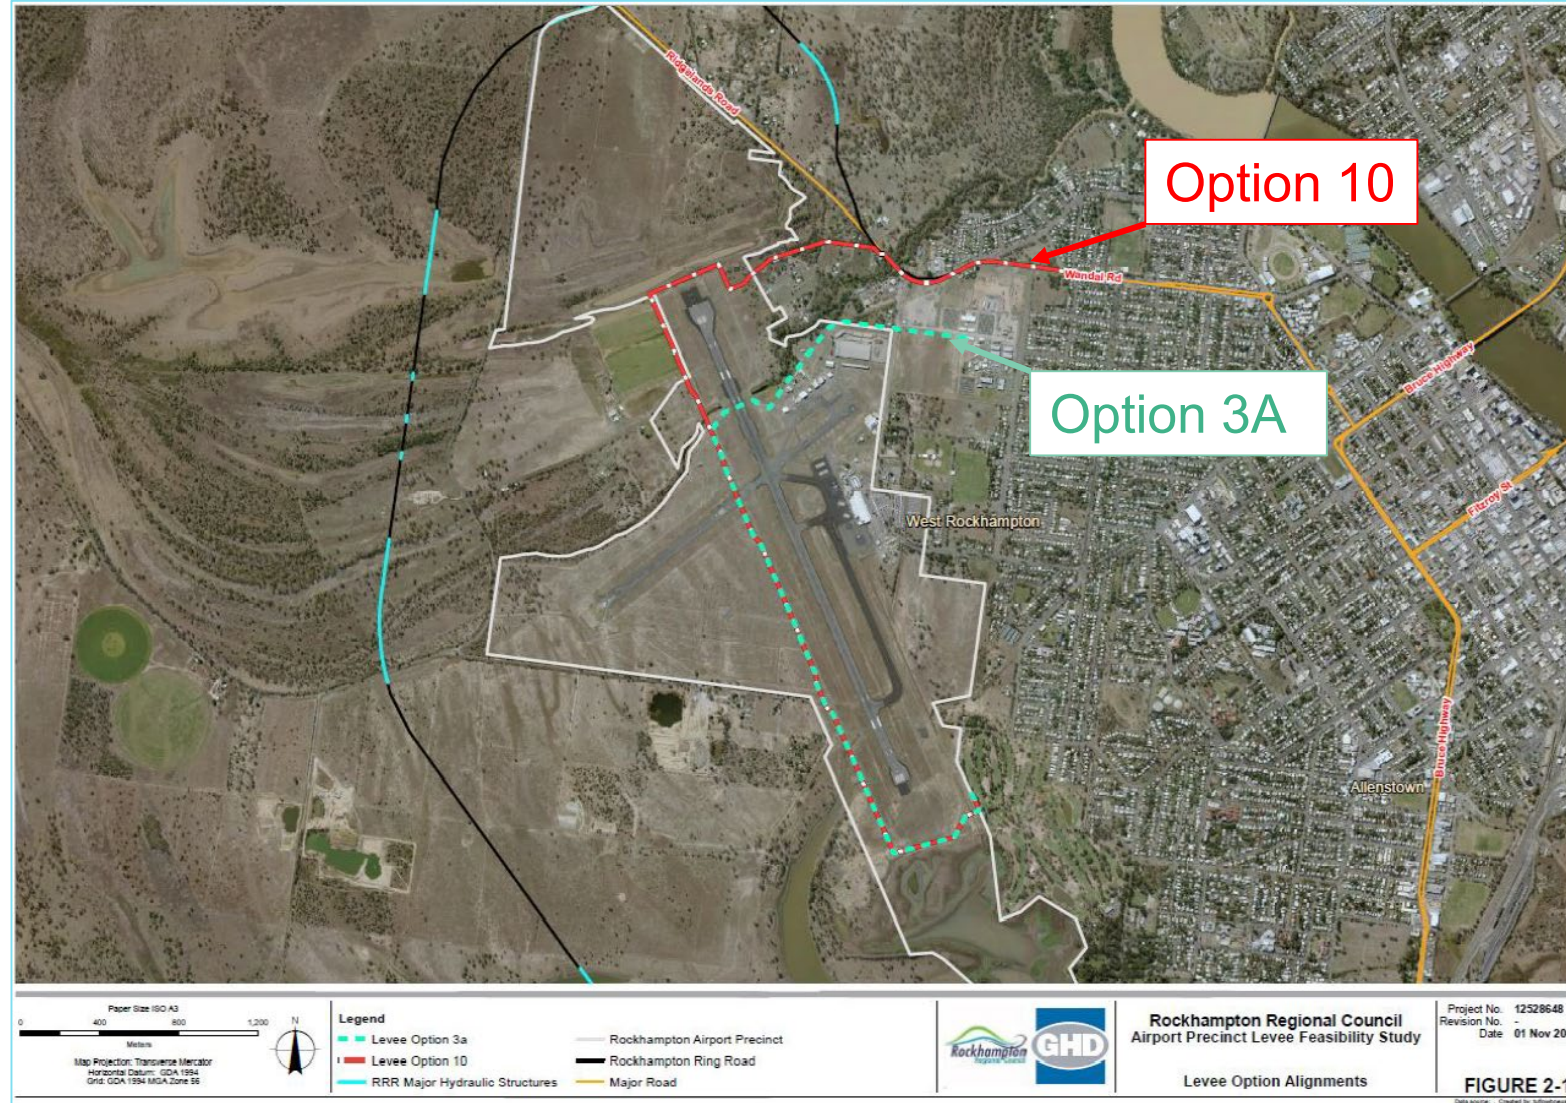 Ridgelands Road
Option 10
Wandal Rd
Bruce Highway
Option 3A
Fitzroy St
West Rockhampton
Bruce Highway
Allenstown
Paper Size ISO A3
0 400 800 1,200
Meters
Map Projection: Transverse Mercator
Horizontal Datum: GDA 1994
Grid: GDA 1994 MGA Zone 56
N
Legend
Levee Option 3a
Levee Option 10
RRR Major Hydraulic Structures
Rockhampton Airport Precinct
Rockhampton Ring Road
Major Road
Rockhampton
Regional Council
GHD
Rockhampton Regional Council
Airport Precinct Levee Feasibility Study
Levee Option Alignments
Project No. 12528648
Revision No. -
Date 01 Nov 20
FIGURE 2-1